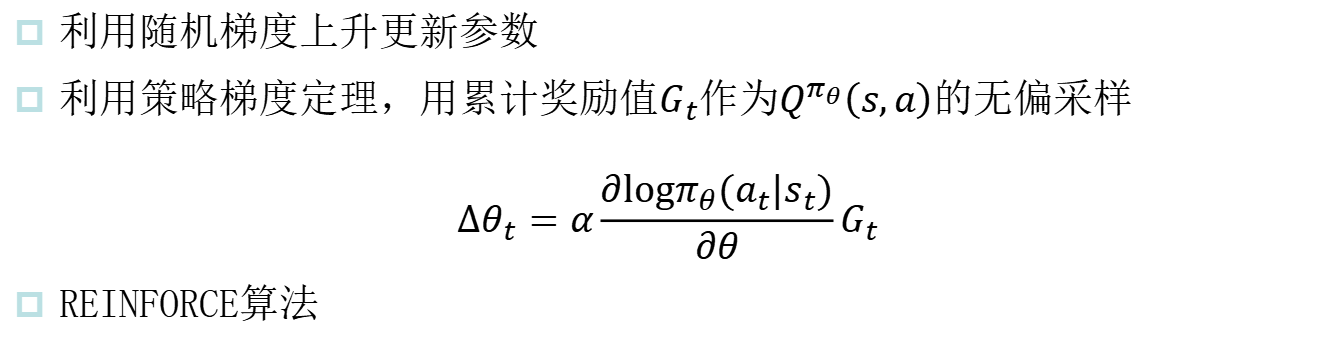 利用随机梯度上升更新参数
利用策略梯度定理，用累计奖励值G_t作为Q^{π_θ}(s, a)的无偏采样
Δθ_t = α \frac{∂logπ_θ(a_t|s_t)}{∂θ} G_t
REINFORCE算法